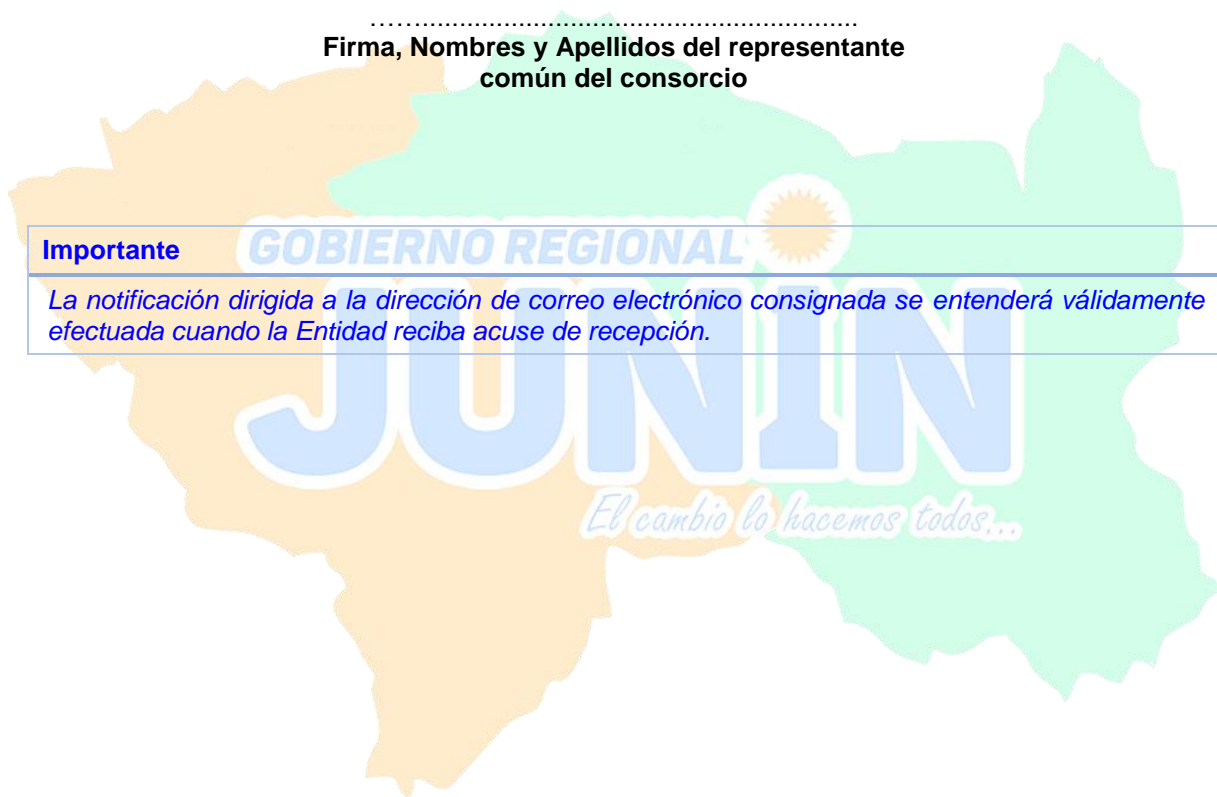 …..........................................................
Firma, Nombres y Apellidos del representante
común del consorcio
GOBIERNO REGIONAL
Importante
La notificación dirigida a la dirección de correo electrónico consignada se entenderá válidamente
efectuada cuando la Entidad reciba acuse de recepción.
JUNÍN
El cambio lo hacemos todos...